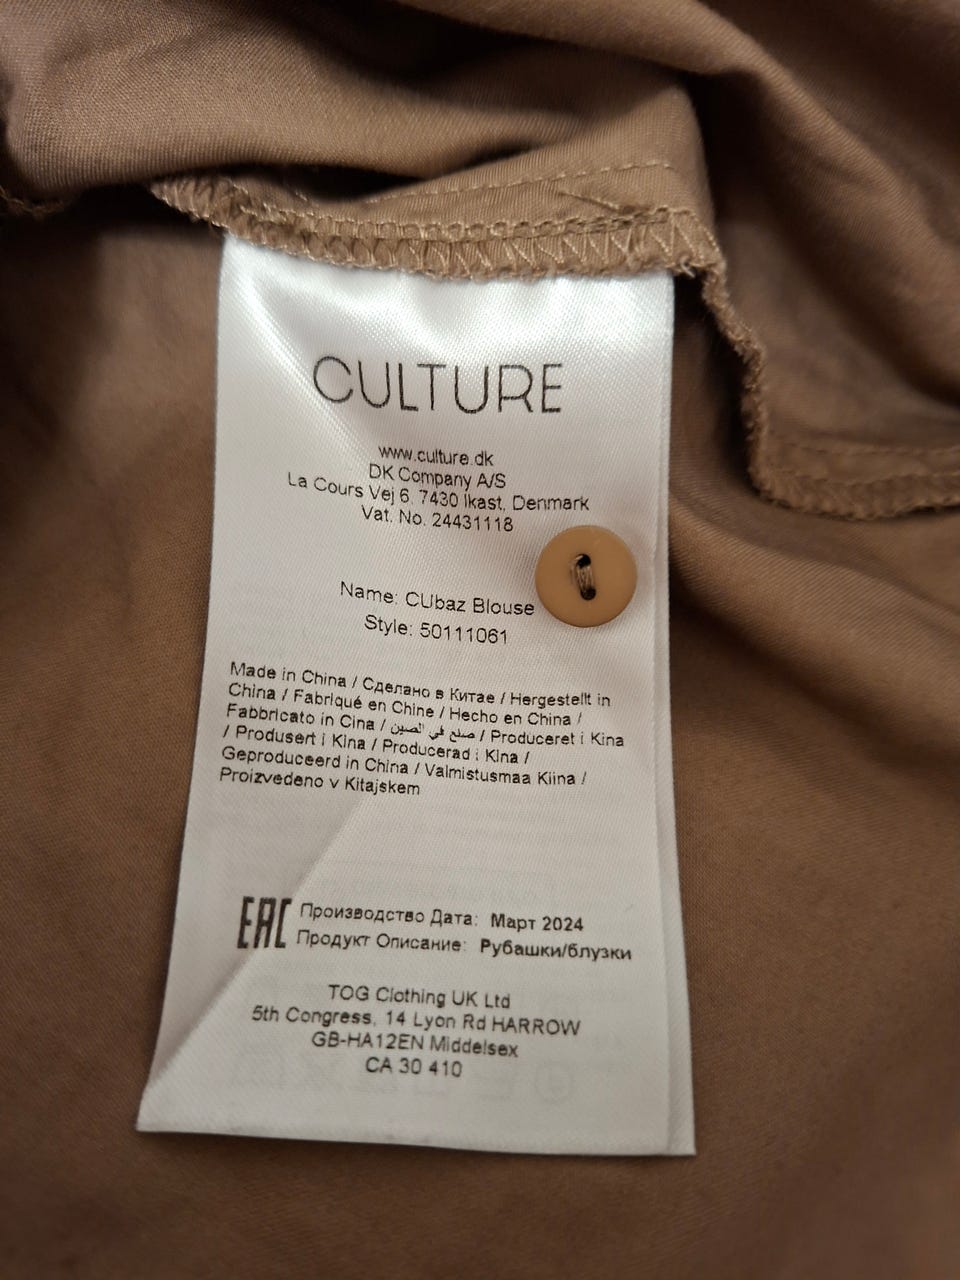 CULTURE
www.culture.dk
DK Company A/S
La Cours Vej 6, 7430 Ikast, Denmark
Vat. No. 24431118
Name: CUbaz Blouse
Style: 50111061
Made in China / Сделано в Китае / Hergestellt in
China / Fabriqué en Chine / Hecho en China /
Fabbricato in Cina / صنع في الصين / Produceret i Kina
/ Produsert i Kina / Producerad i Kina /
Geproduceerd in China / Valmistusmaa Kiina /
Proizvedeno v Kitajskem
EAC Производство Дата: Март 2024
Продукт Описание: Рубашки/блузки
TOG Clothing UK Ltd
5th Congress, 14 Lyon Rd HARROW
GB-HA12EN Middelsex
CA 30 410